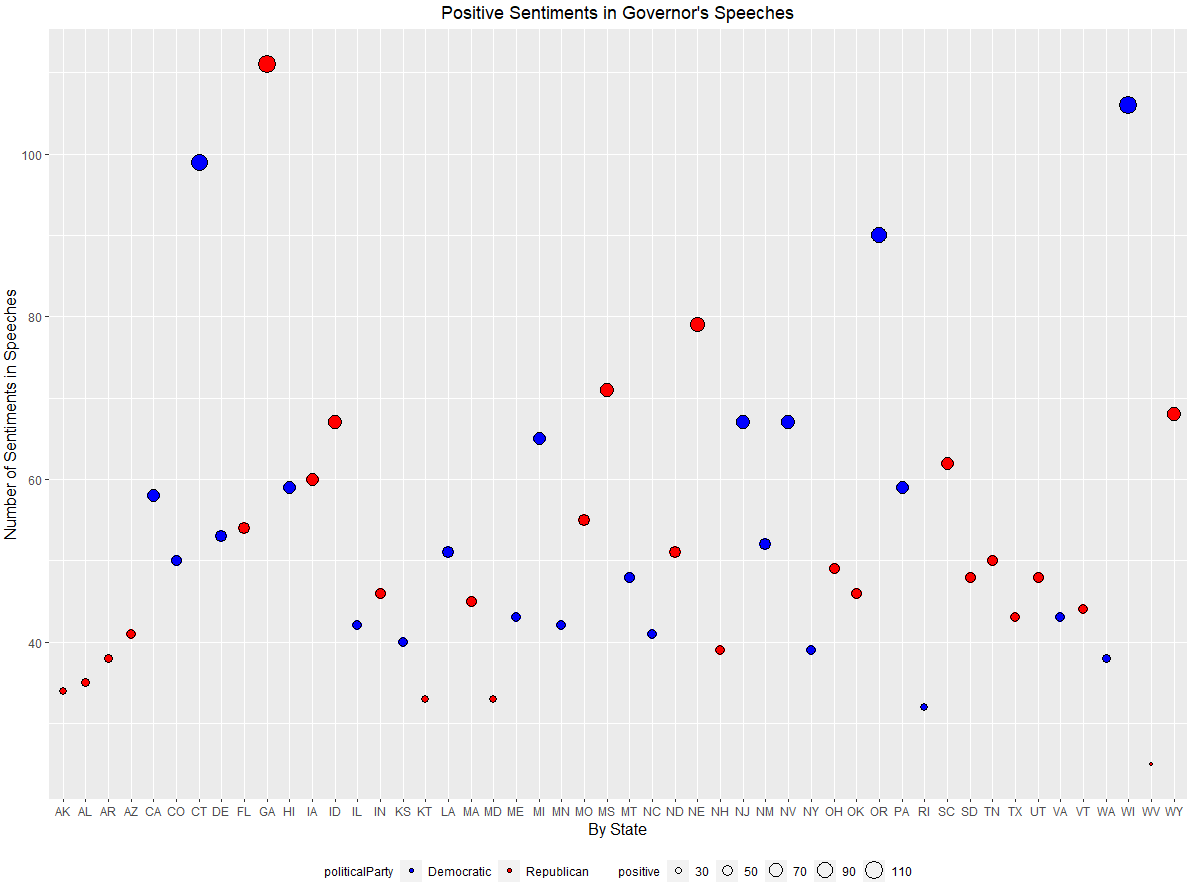 Positive Sentiments in Governor's Speeches
Number of Sentiments in Speeches
100
80
60
40
AK AL AR AZ CA CO CT DE FL GA HI IA ID IL IN KS KT LA MA MD ME MI MN MO MS MT NC ND NE NH NJ NM NV NY OH OK OR PA RI SC SD TN TX UT VA VT WA WI WV WY
By State
politicalParty Democratic Republican positive 30 50 70 90 110